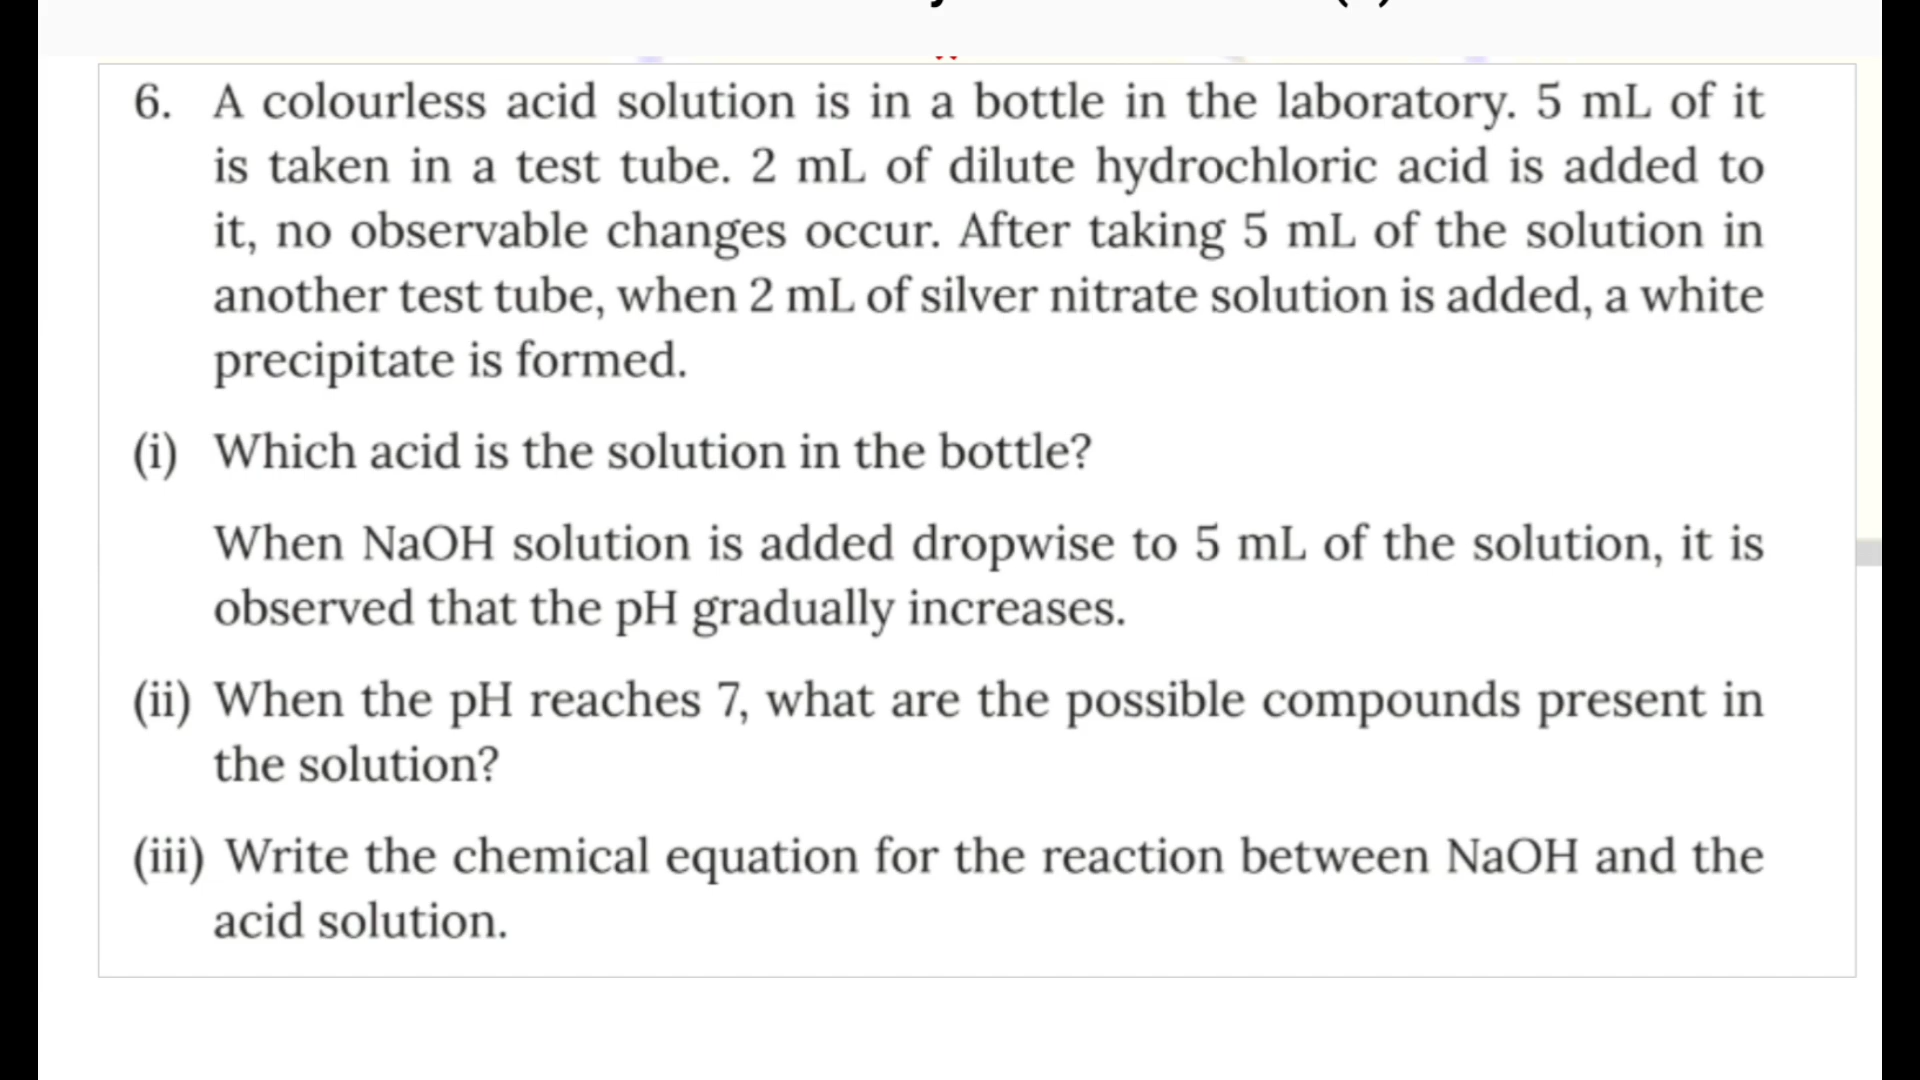 6. A colourless acid solution is in a bottle in the laboratory. 5 mL of it
is taken in a test tube. 2 mL of dilute hydrochloric acid is added to
it, no observable changes occur. After taking 5 mL of the solution in
another test tube, when 2 mL of silver nitrate solution is added, a white
precipitate is formed.
(i) Which acid is the solution in the bottle?
When NaOH solution is added dropwise to 5 mL of the solution, it is
observed that the pH gradually increases.
(ii) When the pH reaches 7, what are the possible compounds present in
the solution?
(iii) Write the chemical equation for the reaction between NaOH and the
acid solution.